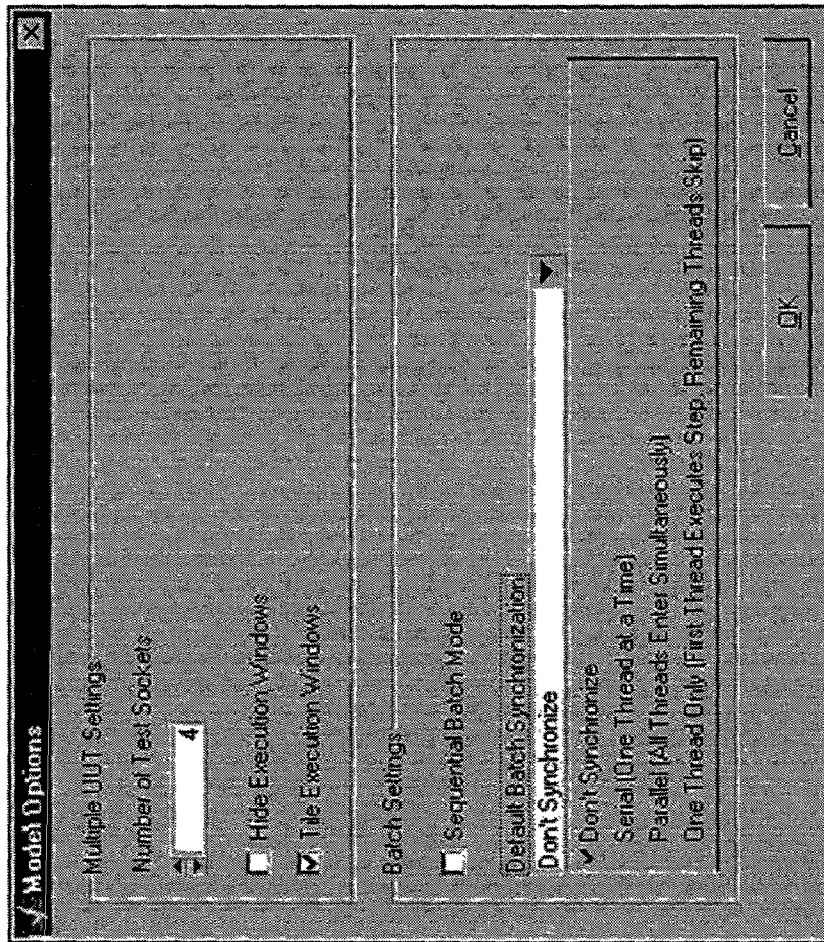 Model Options
Multiple UUT Settings
Number of Test Sockets
4
Hide Execution Windows
Tile Execution Windows
Batch Settings
Sequential Batch Mode
Default Batch Synchronization
Don't Synchronize
Don't Synchronize
Serial (One Thread at a Time)
Parallel (All Threads Enter Simultaneously)
One Thread Only (First Thread Executes Step, Remaining Threads Skip)
OK
Cancel